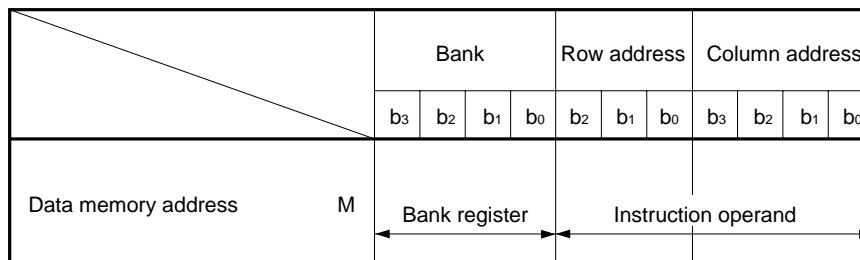 Bank Row address Column address
b3 b2 b1 b0 b2 b1 b0 b3 b2 b1 b0
Data memory address M Bank register Instruction operand